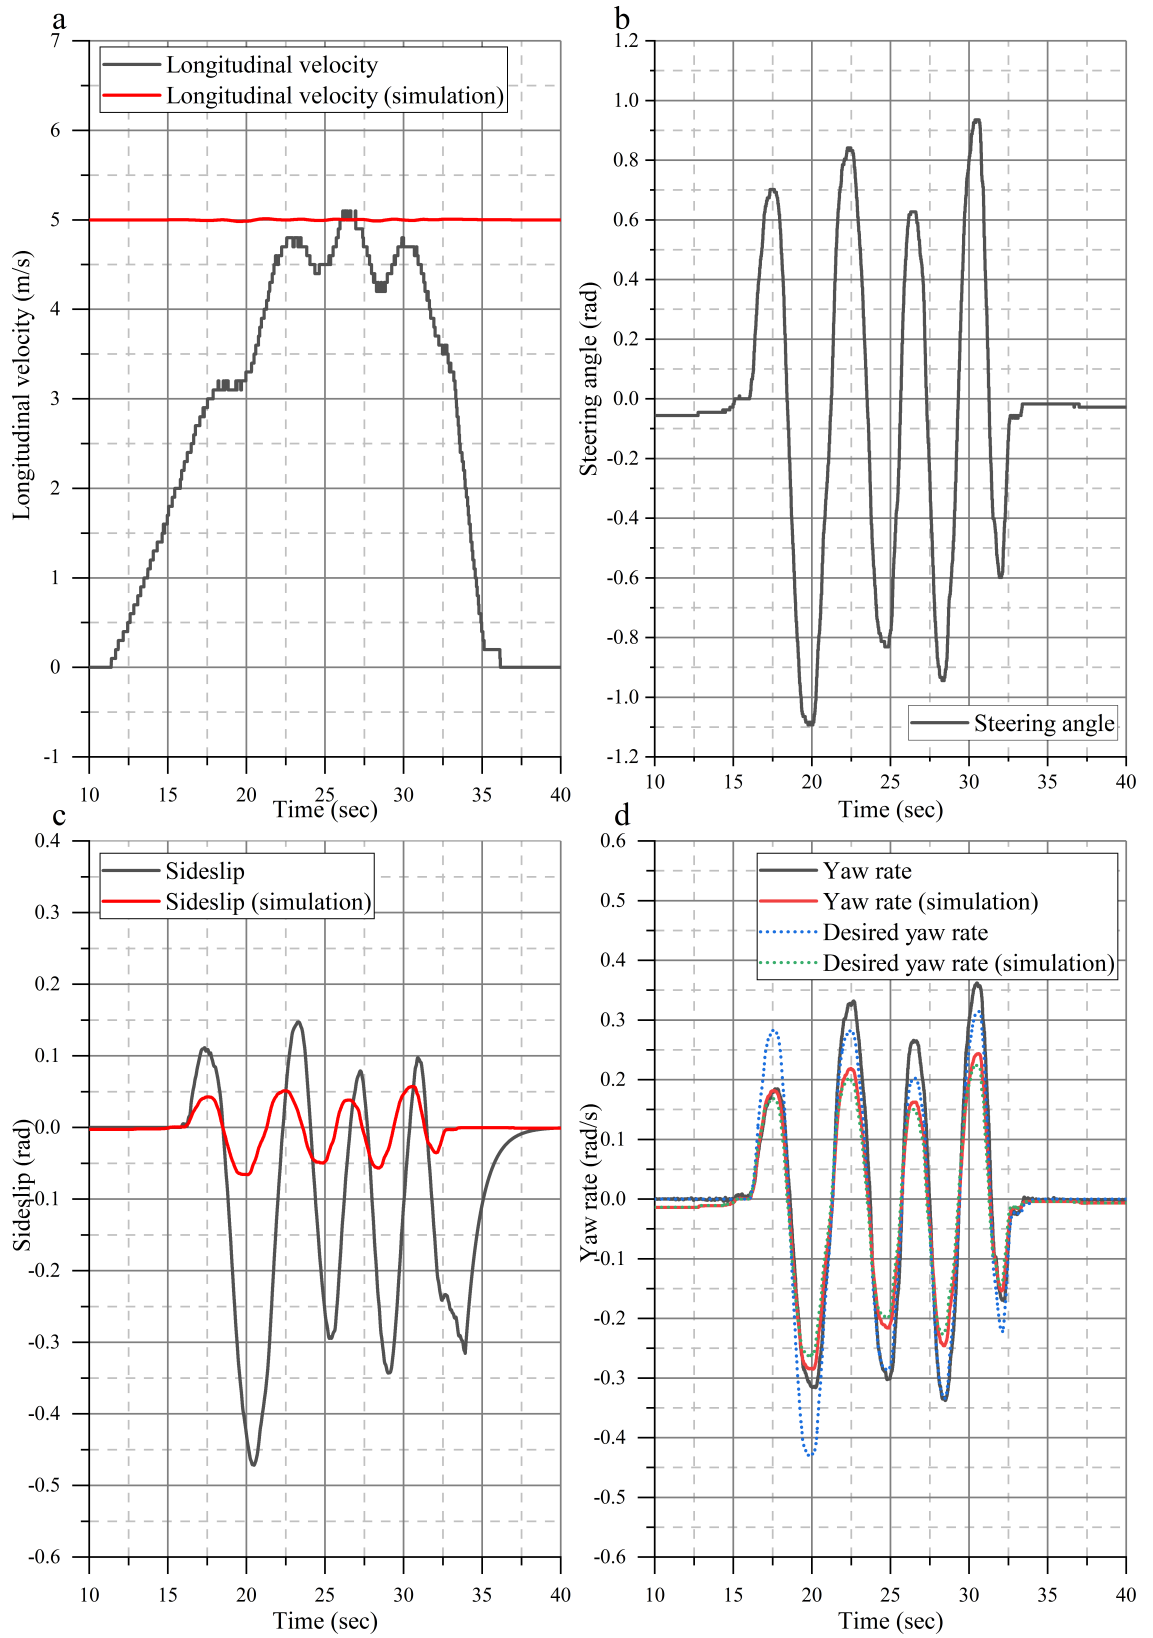 a
7
6
5
4
3
2
1
0
-1
Longitudinal velocity (m/s)
Longitudinal velocity
Longitudinal velocity (simulation)
10 15 20 25 30 35 40
Time (sec)
b
1.2
1.0
0.8
0.6
0.4
0.2
0.0
-0.2
-0.4
-0.6
-0.8
-1.0
-1.2
Steering angle (rad)
Steering angle
10 15 20 25 30 35 40
Time (sec)
c
0.4
0.3
0.2
0.1
0.0
-0.1
-0.2
-0.3
-0.4
-0.5
-0.6
Sideslip (rad)
Sideslip
Sideslip (simulation)
10 15 20 25 30 35 40
Time (sec)
d
0.6
0.5
0.4
0.3
0.2
0.1
0.0
-0.1
-0.2
-0.3
-0.4
-0.5
-0.6
Yaw rate (rad/s)
Yaw rate
Yaw rate (simulation)
Desired yaw rate
Desired yaw rate (simulation)
10 15 20 25 30 35 40
Time (sec)